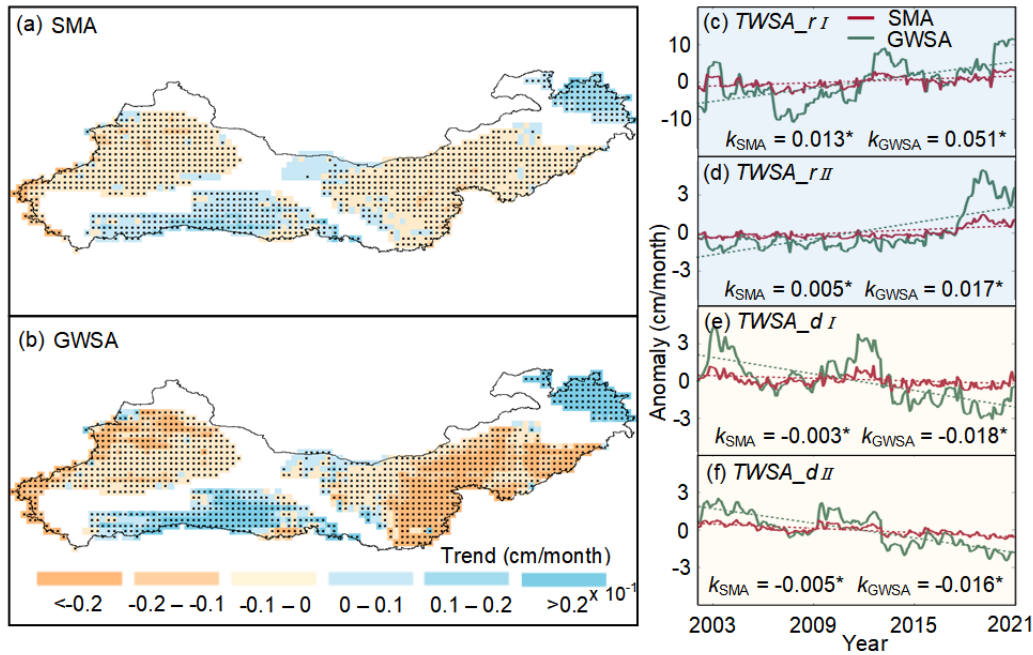 (a) SMA
(b) GWSA
Trend (cm/month)
<-0.2 -0.2 – -0.1 -0.1 – 0 0 – 0.1 0.1 – 0.2 >0.2 x 10⁻¹
(c) TWSA_r I
SMA
GWSA
10
0
-10
kSMA = 0.013* kGWSA = 0.051*
(d) TWSA_r II
3
0
-3
kSMA = 0.005* kGWSA = 0.017*
(e) TWSA_d I
3
0
-3
kSMA = -0.003* kGWSA = -0.018*
(f) TWSA_d II
3
0
-3
kSMA = -0.005* kGWSA = -0.016*
Anomaly (cm/month)
2003 2009 2015 2021
Year